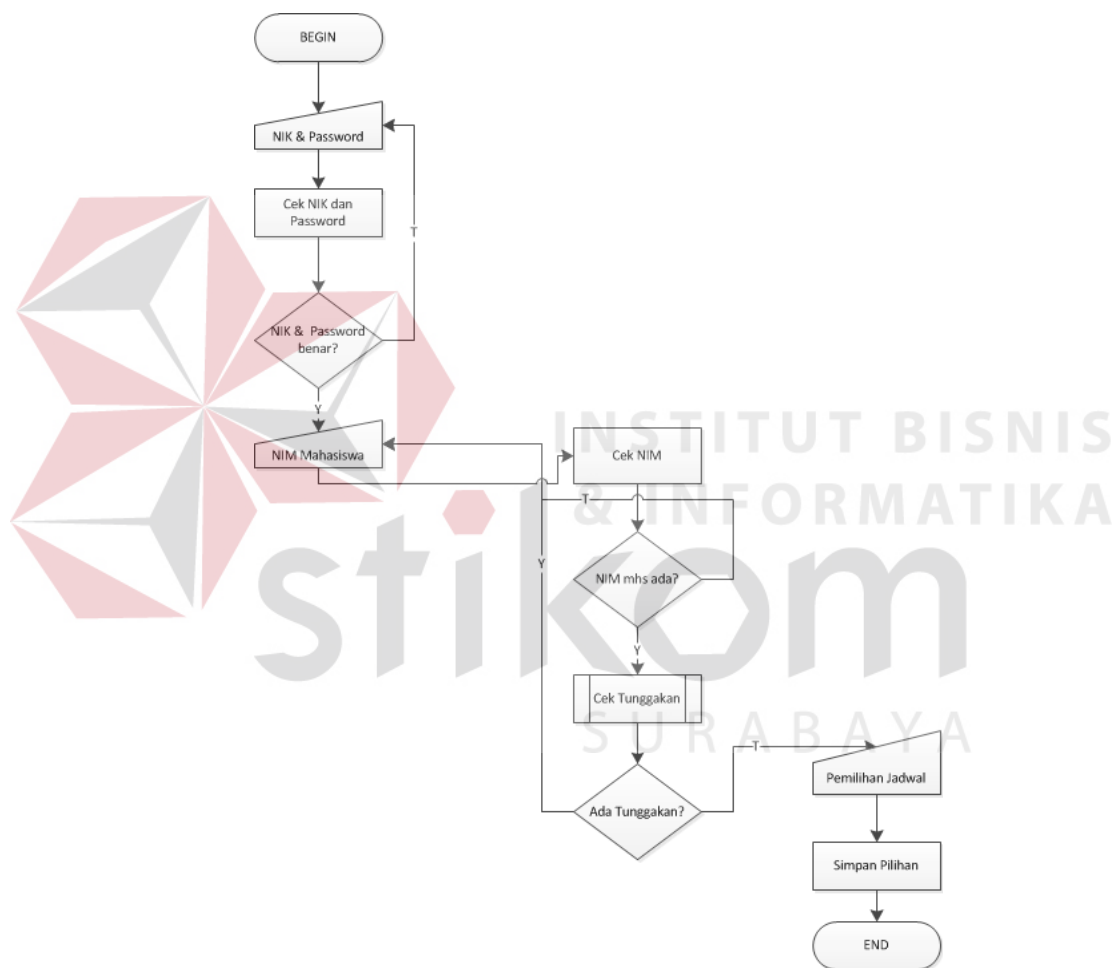 BEGIN
NIK & Password
Cek NIK dan
Password
T
NIK & Password
benar?
Y
NIM Mahasiswa
Cek NIM
T
NIM mhs ada?
Y
Y
Cek Tunggakan
Ada Tunggakan?
T
Pemilihan Jadwal
Simpan Pilihan
END
INSTITUT BISNIS
& INFORMATIKA
stikom
SURABAYA